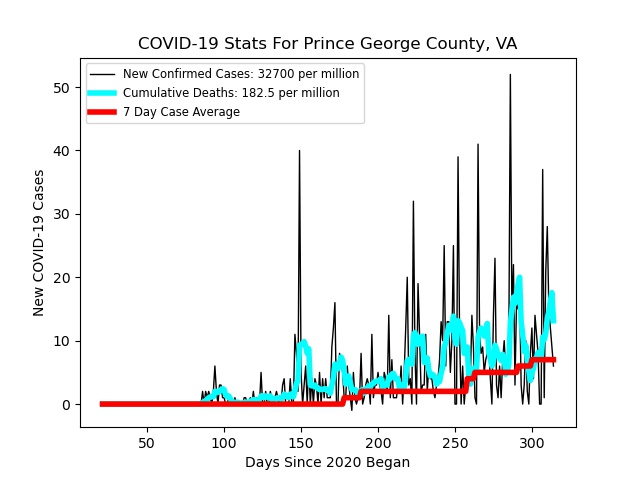 COVID-19 Stats For Prince George County, VA
New Confirmed Cases: 32700 per million
Cumulative Deaths: 182.5 per million
7 Day Case Average
New COVID-19 Cases
50
40
30
20
10
0
50 100 150 200 250 300
Days Since 2020 Began